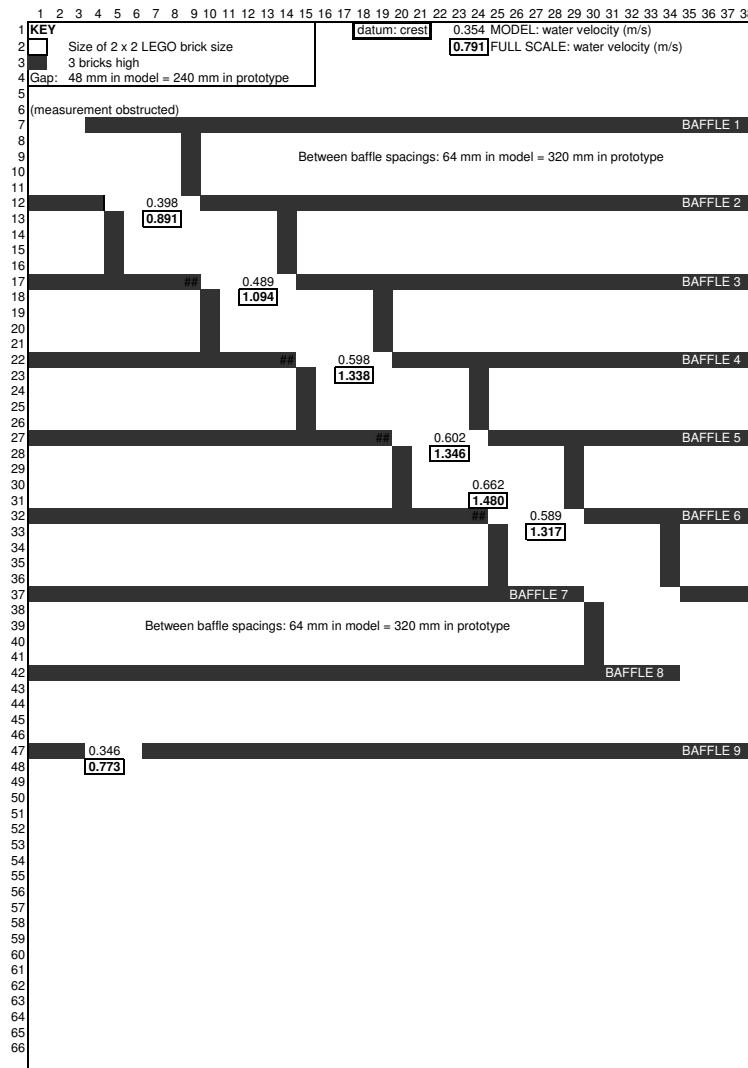 1 2 3 4 5 6 7 8 9 10 11 12 13 14 15 16 17 18 19 20 21 22 23 24 25 26 27 28 29 30 31 32 33 34 35 36 37 38
1 KEY datum: crest 0.354 MODEL: water velocity (m/s)
2 Size of 2 x 2 LEGO brick size 0.791 FULL SCALE: water velocity (m/s)
3 3 bricks high
4 Gap: 48 mm in model = 240 mm in prototype
5
6 (measurement obstructed)
7 BAFFLE 1
8
9 Between baffle spacings: 64 mm in model = 320 mm in prototype
10
11
12 0.398 BAFFLE 2
13 0.891
14
15
16
17 ## 0.489 BAFFLE 3
18 1.094
19
20
21
22 ## 0.598 BAFFLE 4
23 1.338
24
25
26
27 ## 0.602 BAFFLE 5
28 1.346
29
30 0.662
31 1.480
32 ## 0.589 BAFFLE 6
33 1.317
34
35
36
37 BAFFLE 7
38
39 Between baffle spacings: 64 mm in model = 320 mm in prototype
40
41
42 BAFFLE 8
43
44
45
46
47 0.346 BAFFLE 9
48 0.773
49
50
51
52
53
54
55
56
57
58
59
60
61
62
63
64
65
66